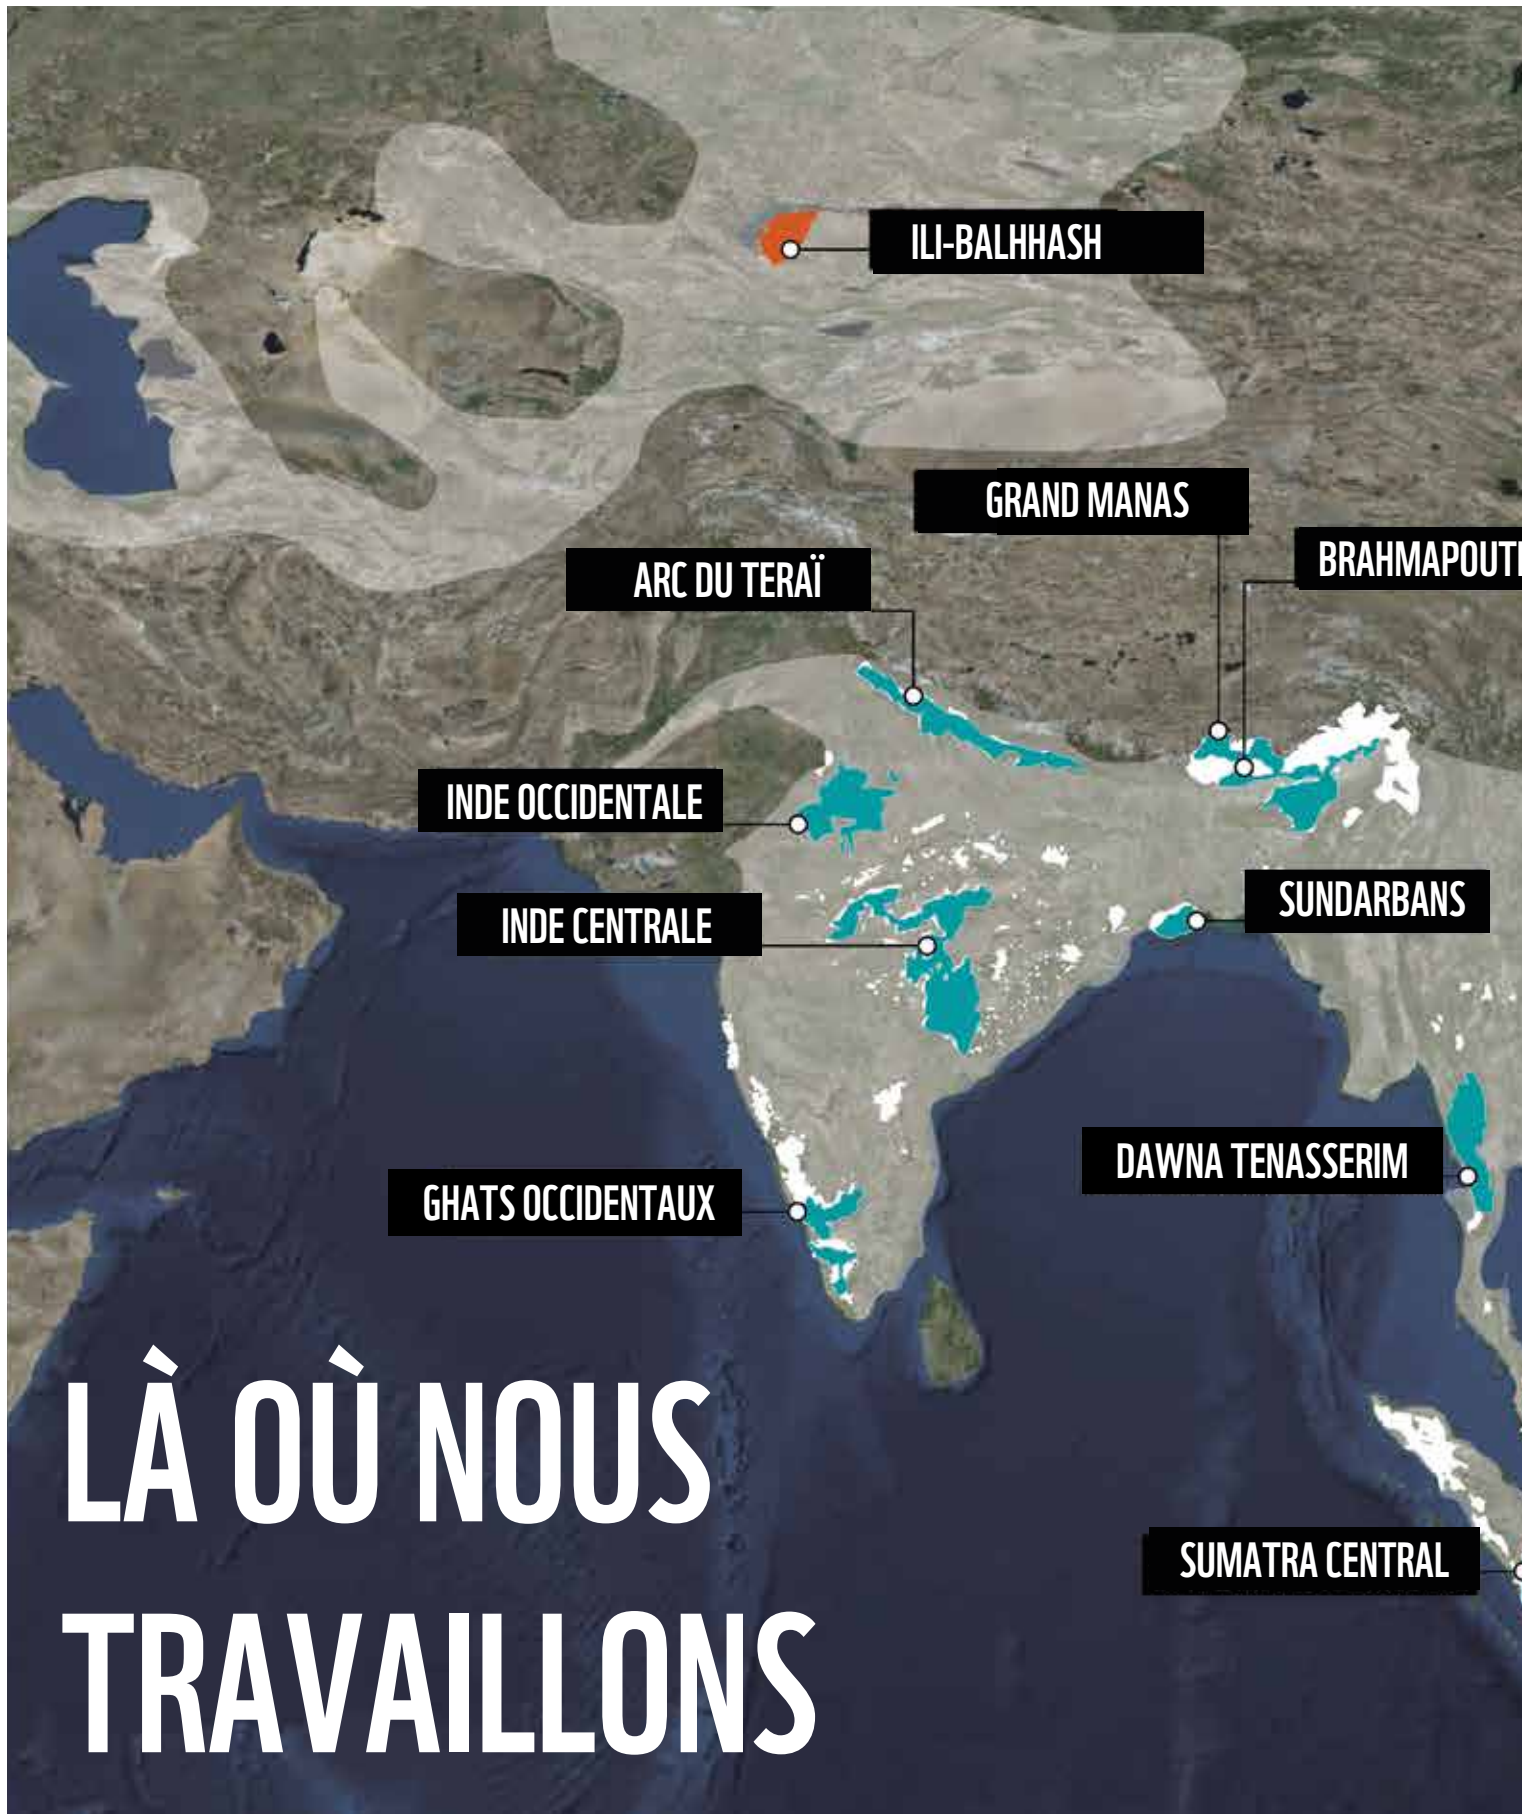 ILI-BALHHASH
GRAND MANAS
ARC DU TERAÏ
INDE OCCIDENTALE
INDE CENTRALE
SUNDARBANS
DAWNA TENASSERIM
GHATS OCCIDENTAUX
LÀ OÙ NOUS
TRAVAILLONS
SUMATRA CENTRAL